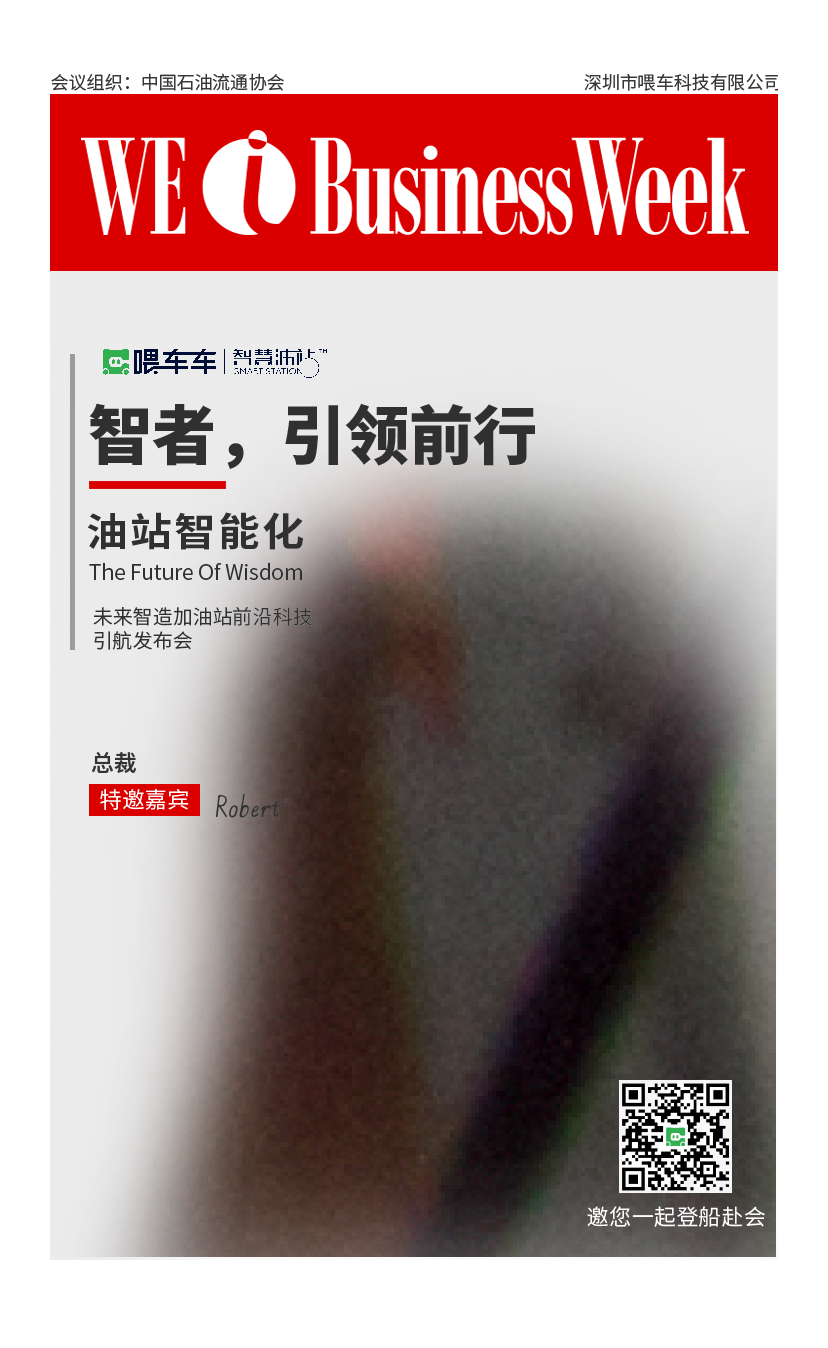 会议组织：中国石油流通协会
深圳市喂车科技有限公司
WE i BusinessWeek
喂车车 智慧油站™
SMART STATION
智者，引领前行
油站智能化
The Future Of Wisdom
未来智造加油站前沿科技
引航发布会
总裁
特邀嘉宾 Robert
邀您一起登船赴会